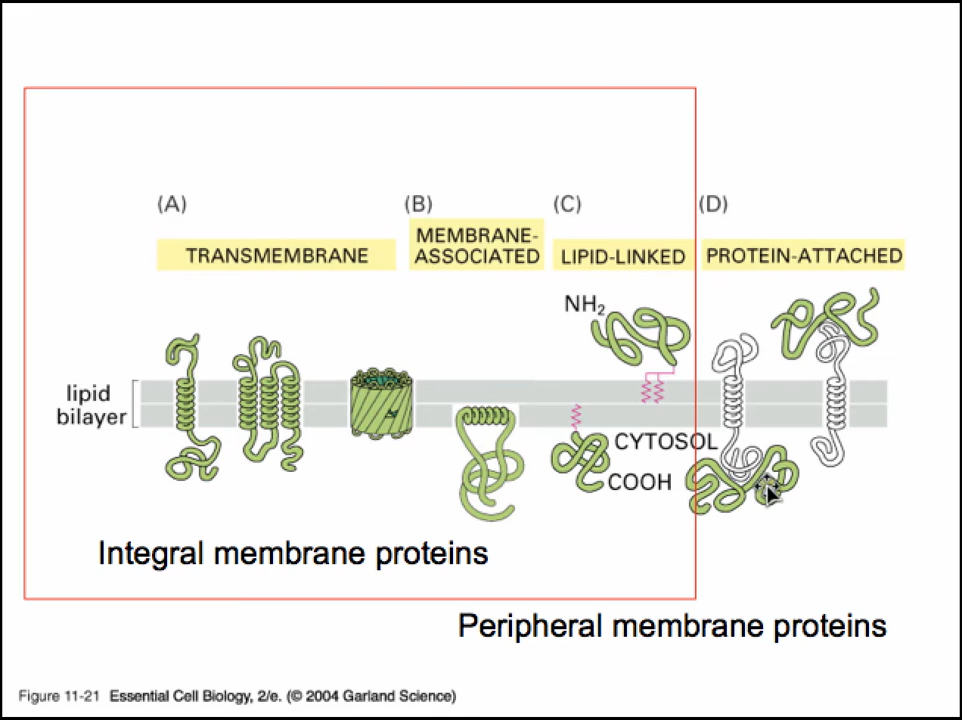 (A)
(B)
(C)
(D)
TRANSMEMBRANE
MEMBRANE-
ASSOCIATED
LIPID-LINKED
PROTEIN-ATTACHED
NH₂
lipid
bilayer
CYTOSOL
COOH
Integral membrane proteins
Peripheral membrane proteins
Figure 11-21 Essential Cell Biology, 2/e. (© 2004 Garland Science)